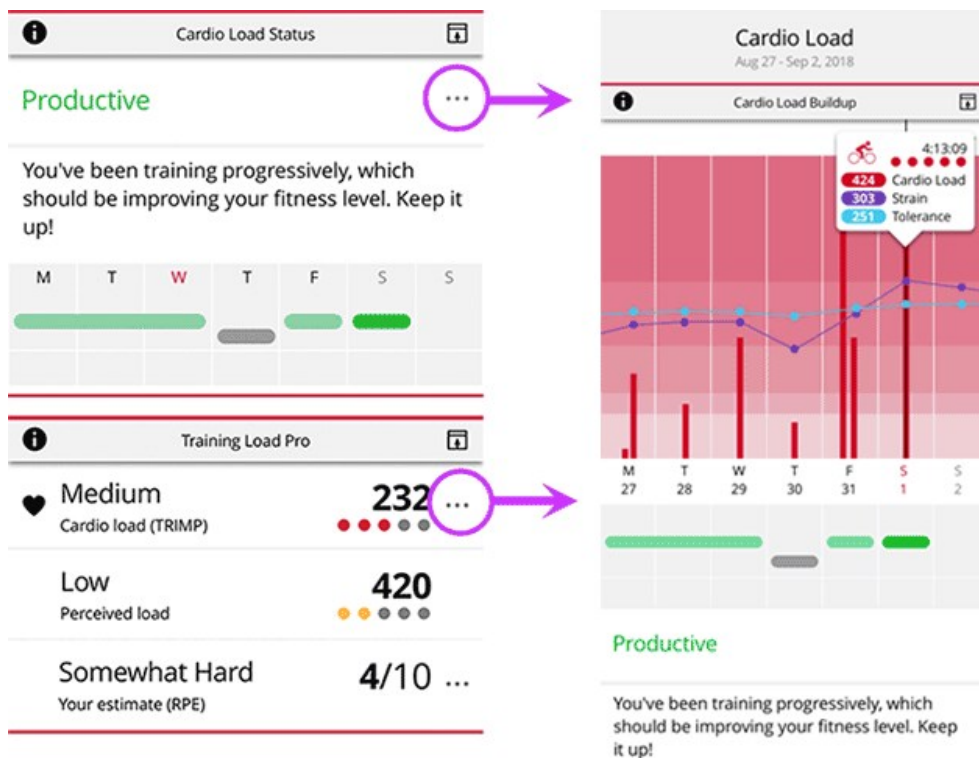 Cardio Load Status
Productive
...
You've been training progressively, which
should be improving your fitness level. Keep it
up!
M T W T F S S
Training Load Pro
Medium 232 ...
Cardio load (TRIMP)
Low 420
Perceived load
Somewhat Hard 4/10 ...
Your estimate (RPE)
Cardio Load
Aug 27 - Sep 2, 2018
Cardio Load Buildup
4:13:09
424 Cardio Load
303 Strain
251 Tolerance
M T W T F S S
27 28 29 30 31 1 2
Productive
You've been training progressively, which
should be improving your fitness level. Keep
it up!